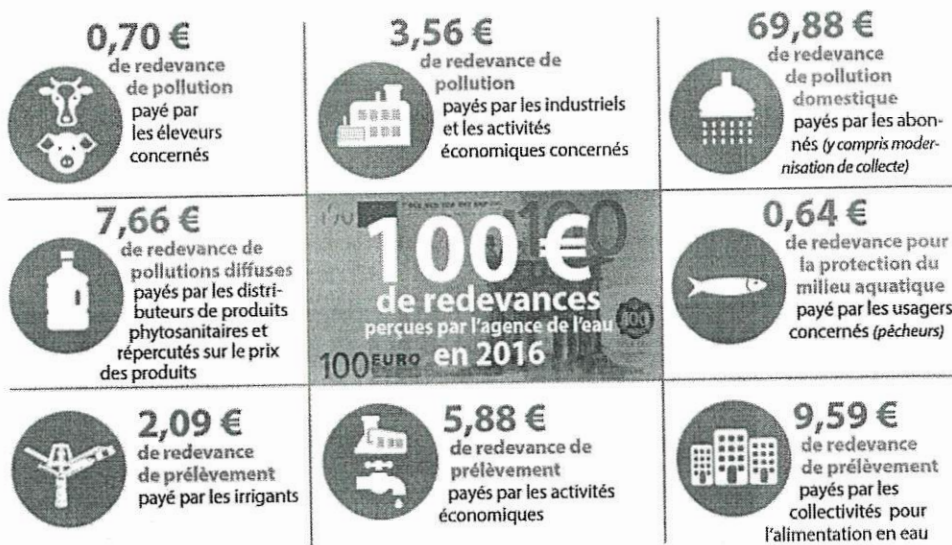 0,70 €
de redevance
de pollution
payé par
les éleveurs
concernés
3,56 €
de redevance de
pollution
payés par les industriels
et les activités
économiques concernés
69,88 €
de redevance
de pollution
domestique
payés par les abon-
nés (y compris moder-
nisation de collecte)
7,66 €
de redevance de
pollutions diffuses
payés par les distri-
buteurs de produits
phytosanitaires et
répercutés sur le prix
des produits
100 €
de redevances
perçues par l'agence de l'eau
en 2016
100 EURO
100
0,64 €
de redevance pour
la protection du
milieu aquatique
payé par les usagers
concernés (pêcheurs)
2,09 €
de redevance
de prélèvement
payé par les irrigants
5,88 €
de redevance de
prélèvement
payés par les activités
économiques
9,59 €
de redevance
de prélèvement
payés par les
collectivités pour
l'alimentation en eau